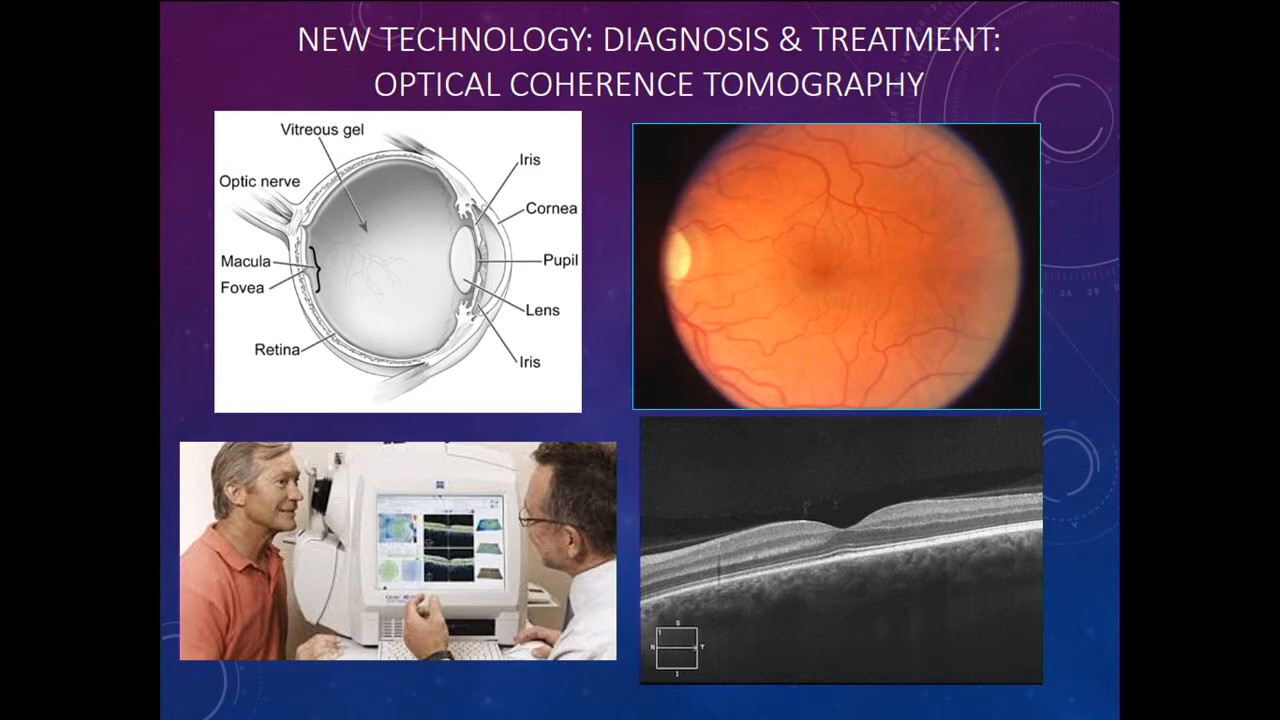 NEW TECHNOLOGY: DIAGNOSIS & TREATMENT:
OPTICAL COHERENCE TOMOGRAPHY
Vitreous gel
Optic nerve
Macula
Fovea
Retina
Iris
Cornea
Pupil
Lens
Iris
S
1
N
T
I